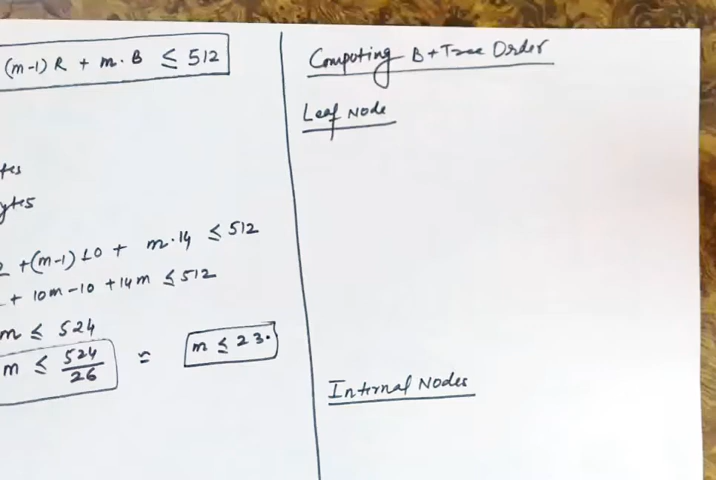 (m-1) R + m. B ≤ 512
tes
ytes
2 +(m-1) 10 + m.14 ≤ 512
+ 10m-10 +14m ≤ 512
m ≤ 524
m ≤ 524/26 ≈ m ≤ 23.
Computing B+Tree Order
Leaf Node
Internal Nodes